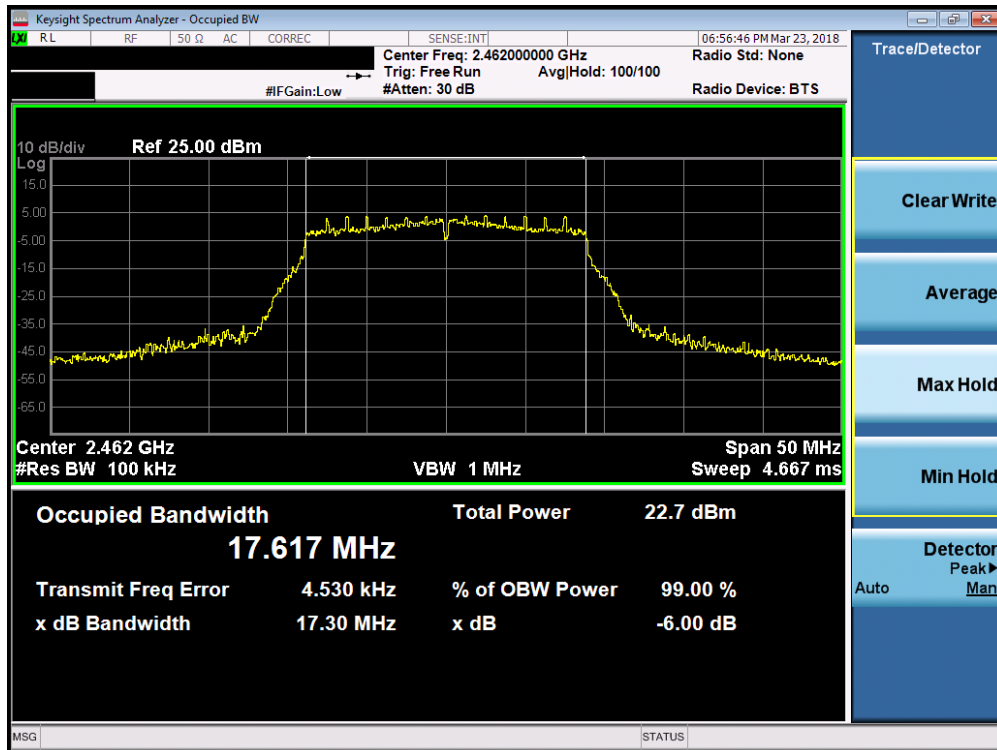 Keysight Spectrum Analyzer - Occupied BW
LXI RL RF 50 Ω AC CORREC SENSE:INT 06:56:46 PM Mar 23, 2018
Center Freq: 2.462000000 GHz Radio Std: None
Trig: Free Run Avg|Hold: 100/100
#IFGain:Low #Atten: 30 dB Radio Device: BTS
10 dB/div Ref 25.00 dBm
Log
15.0
5.00
-5.00
-15.0
-25.0
-35.0
-45.0
-55.0
-65.0
Center 2.462 GHz Span 50 MHz
#Res BW 100 kHz VBW 1 MHz Sweep 4.667 ms
Occupied Bandwidth Total Power 22.7 dBm
17.617 MHz
Transmit Freq Error 4.530 kHz % of OBW Power 99.00 %
x dB Bandwidth 17.30 MHz x dB -6.00 dB
MSG STATUS
Trace/Detector
Clear Write
Average
Max Hold
Min Hold
Detector
Peak▶
Auto Man